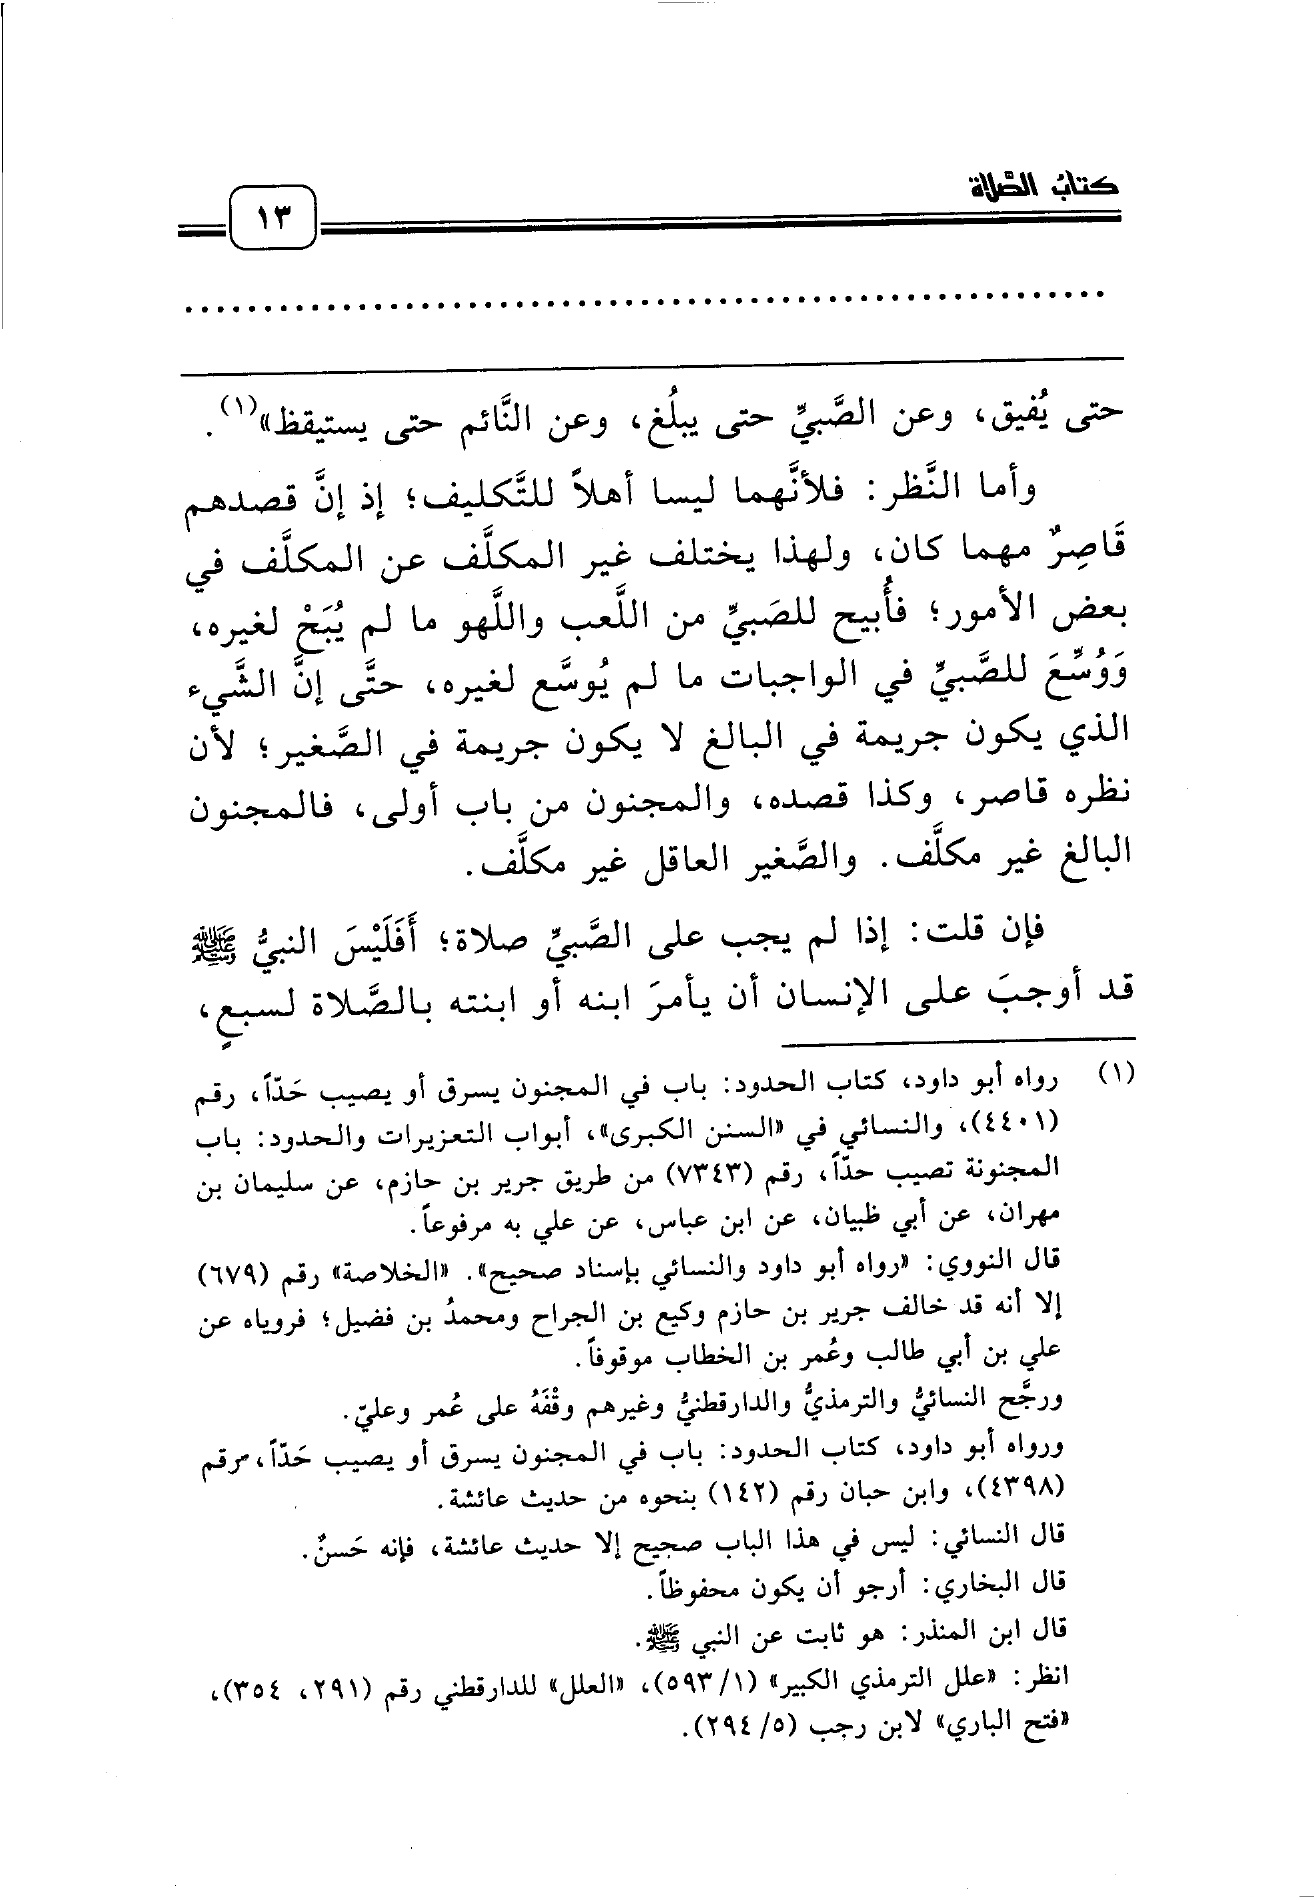 كتاب الصَّلاة
١٣
حتى يُفيق، وعن الصَّبيِّ حتى يبلُغ، وعن النَّائم حتى يستيقظ»(١).
وأما النَّظر: فلأنَّهما ليسا أهلاً للتَّكليف؛ إذ إنَّ قصدهم
قَاصِرٌ مهما كان، ولهذا يختلف غير المكلَّف عن المكلَّف في
بعض الأمور؛ فأُبيح للصَبيِّ من اللَّعب واللَّهو ما لم يُبَحْ لغيره،
وَوُسِّعَ للصَّبيِّ في الواجبات ما لم يُوسَّع لغيره، حتَّى إنَّ الشَّيء
الذي يكون جريمة في البالغ لا يكون جريمة في الصَّغير؛ لأن
نظره قاصر، وكذا قصده، والمجنون من باب أولى، فالمجنون
البالغ غير مكلَّف. والصَّغير العاقل غير مكلَّف.
فإن قلت: إذا لم يجب على الصَّبيِّ صلاة؛ أَفَلَيْسَ النبيُّ ﷺ
قد أوجبَ على الإنسان أن يأمرَ ابنه أو ابنته بالصَّلاة لسبعٍ،
(١) رواه أبو داود، كتاب الحدود: باب في المجنون يسرق أو يصيب حَدّاً، رقم
(٤٤٠١)، والنسائي في «السنن الكبرى»، أبواب التعزيرات والحدود: باب
المجنونة تصيب حدّاً، رقم (٧٣٤٣) من طريق جرير بن حازم، عن سليمان بن
مهران، عن أبي ظبيان، عن ابن عباس، عن علي به مرفوعاً.
قال النووي: «رواه أبو داود والنسائي بإسناد صحيح». «الخلاصة» رقم (٦٧٩)
إلا أنه قد خالف جرير بن حازم وكيع بن الجراح ومحمدُ بن فضيل؛ فروياه عن
علي بن أبي طالب وعُمر بن الخطاب موقوفاً.
ورجَّح النسائيُّ والترمذيُّ والدارقطنيُّ وغيرهم وقْفَهُ على عُمر وعليّ.
ورواه أبو داود، كتاب الحدود: باب في المجنون يسرق أو يصيب حَدّاً، رقم
(٤٣٩٨)، وابن حبان رقم (١٤٢) بنحوه من حديث عائشة.
قال النسائي: ليس في هذا الباب صحيح إلا حديث عائشة، فإنه حَسنٌ.
قال البخاري: أرجو أن يكون محفوظاً.
قال ابن المنذر: هو ثابت عن النبي ﷺ.
انظر: «علل الترمذي الكبير» (١/ ٥٩٣)، «العلل» للدارقطني رقم (٢٩١، ٣٥٤)،
«فتح الباري» لابن رجب (٥/ ٢٩٤).